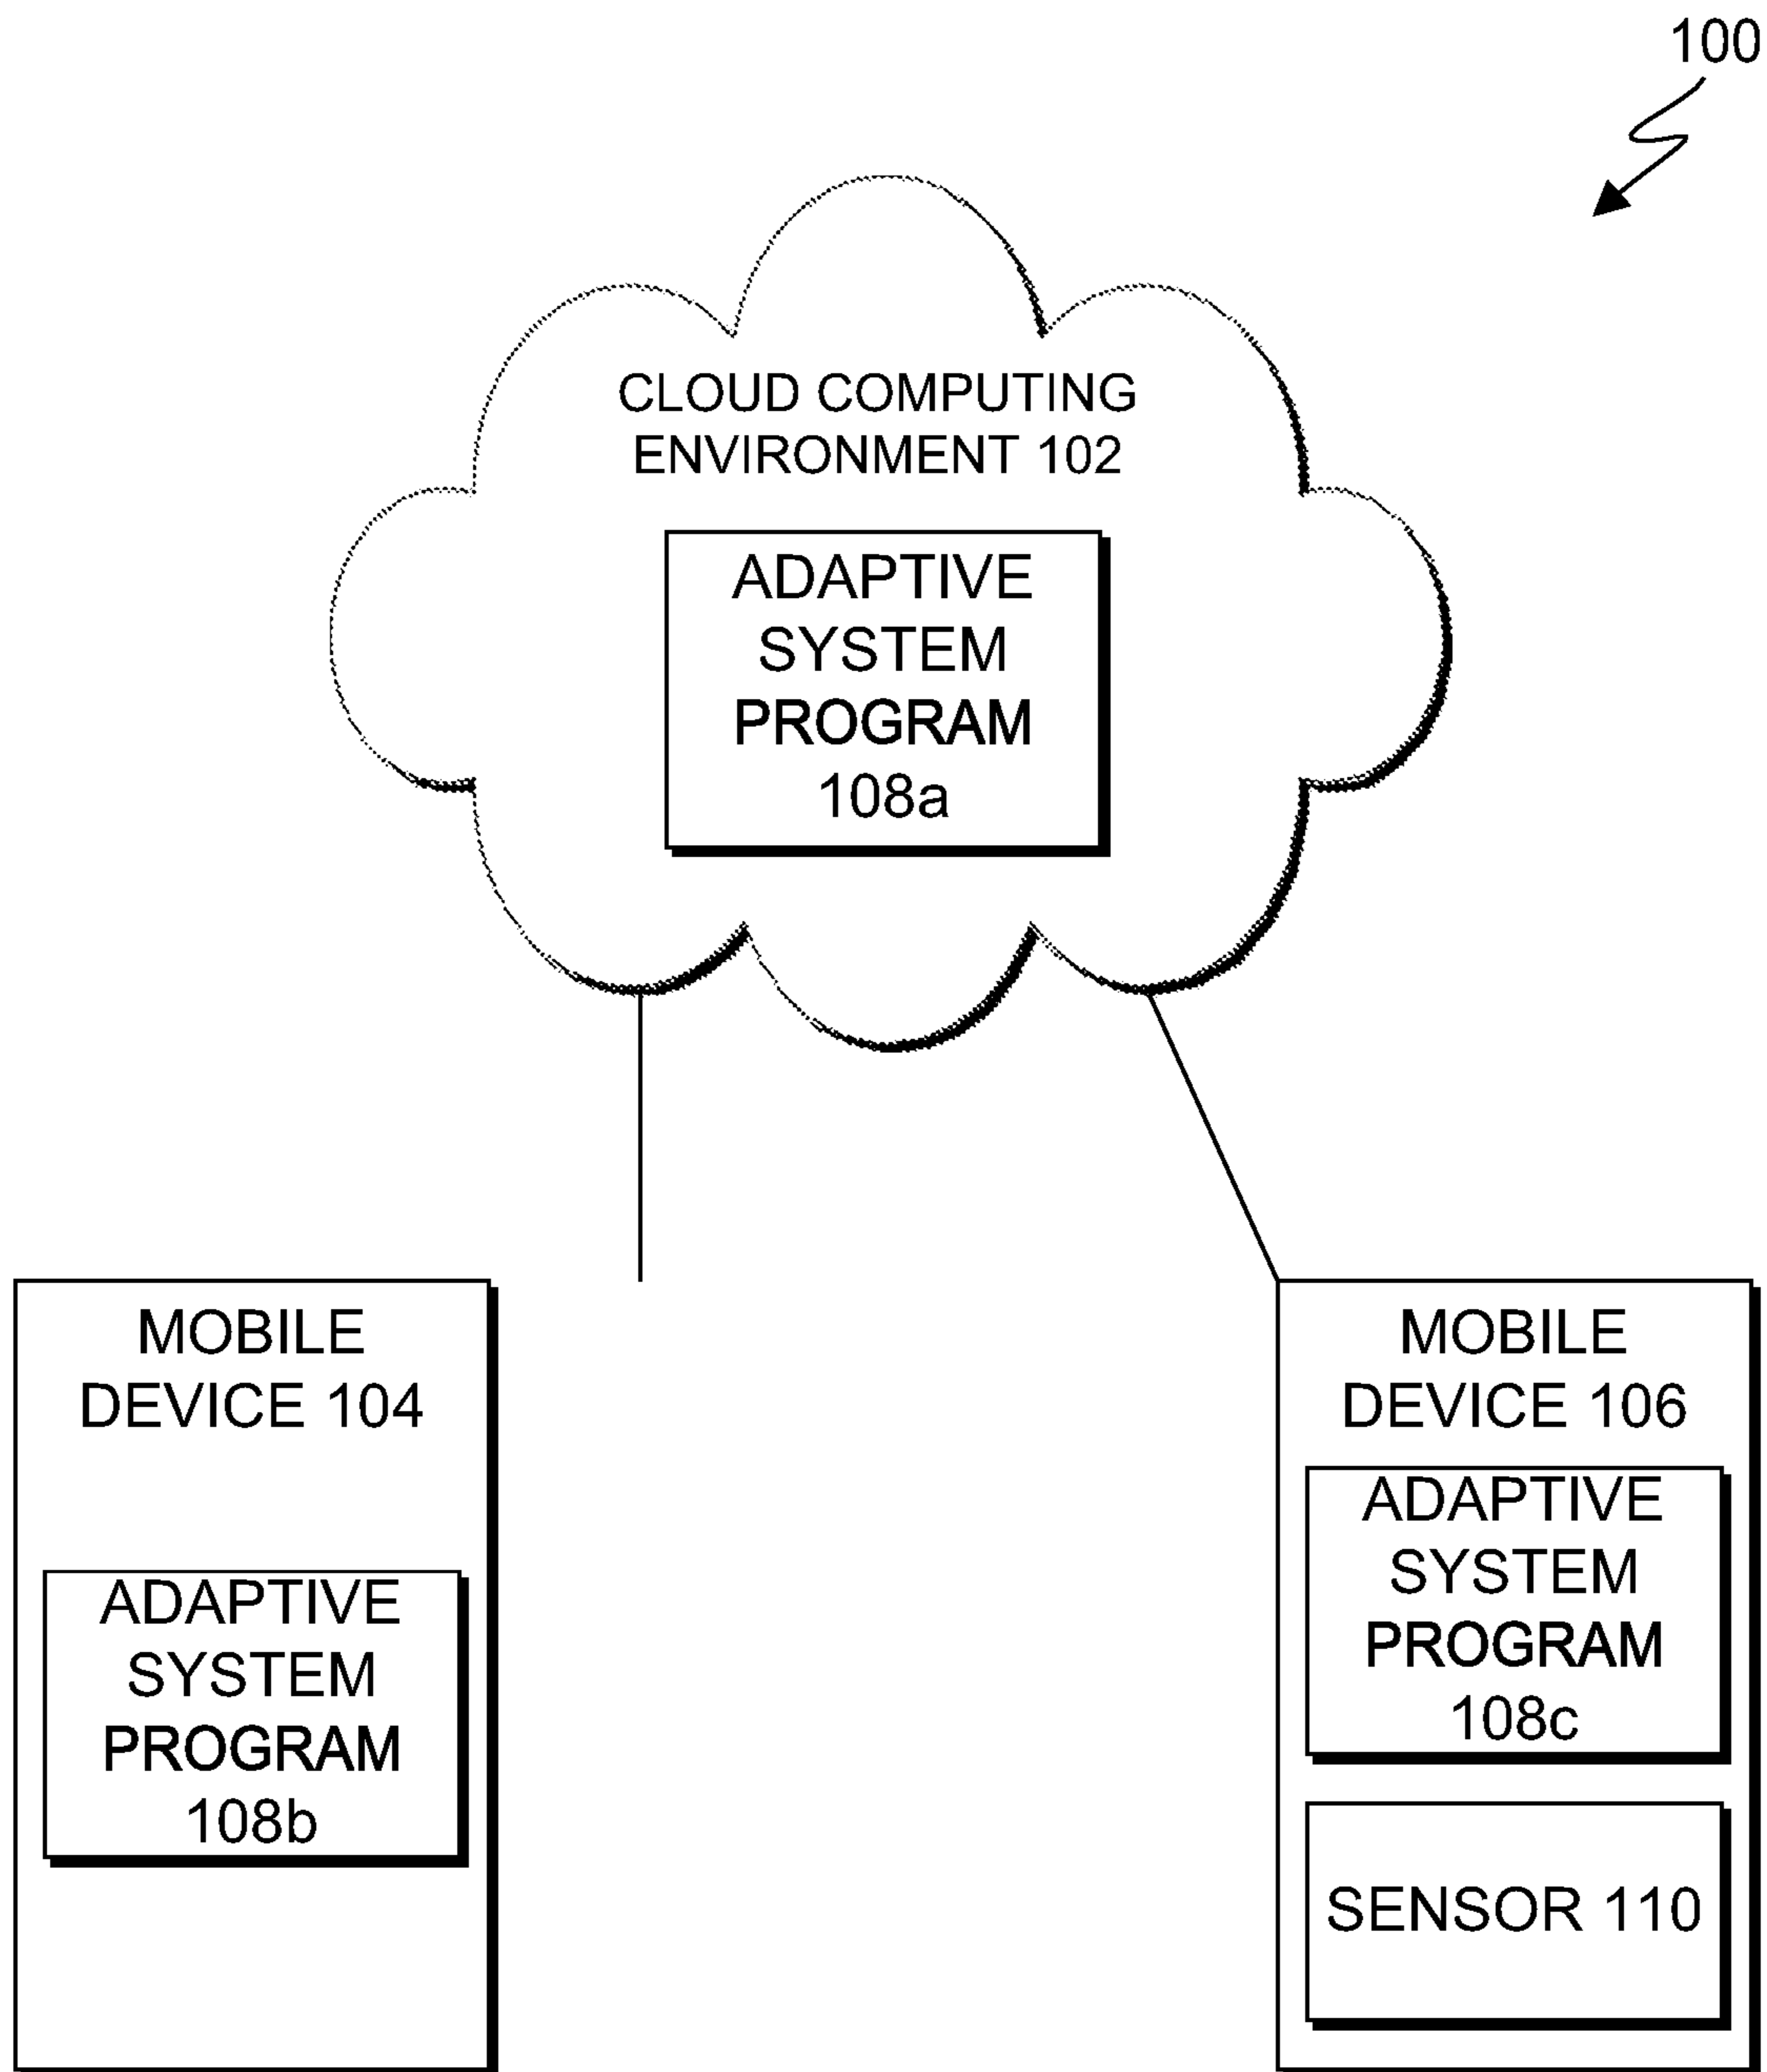 100
CLOUD COMPUTING
ENVIRONMENT 102
ADAPTIVE
SYSTEM
PROGRAM
108a
MOBILE
DEVICE 104
ADAPTIVE
SYSTEM
PROGRAM
108b
MOBILE
DEVICE 106
ADAPTIVE
SYSTEM
PROGRAM
108c
SENSOR 110